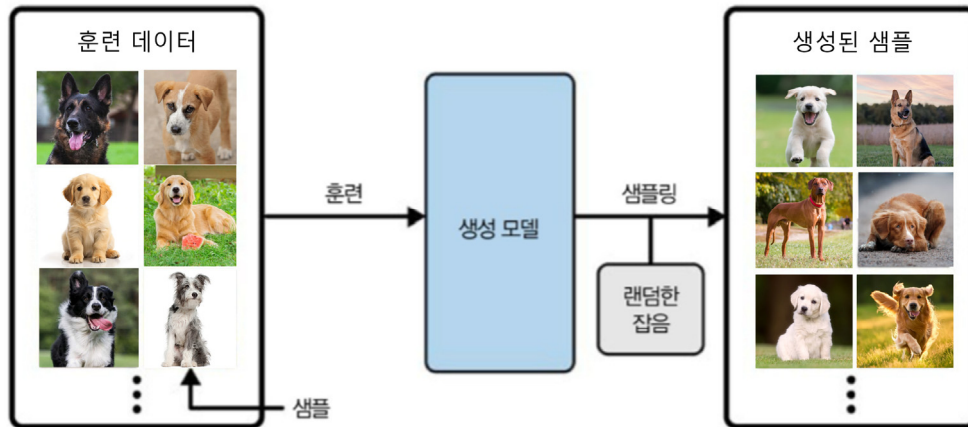 훈련 데이터
생성된 샘플
훈련
생성 모델
샘플링
랜덤한
잡음
샘플